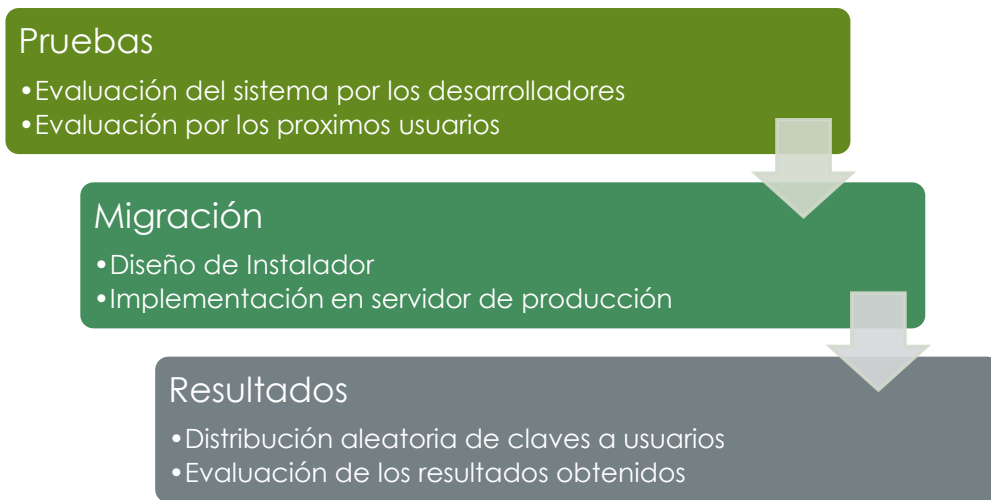 Pruebas
•Evaluación del sistema por los desarrolladores
•Evaluación por los proximos usuarios
Migración
•Diseño de Instalador
•Implementación en servidor de producción
Resultados
•Distribución aleatoria de claves a usuarios
•Evaluación de los resultados obtenidos